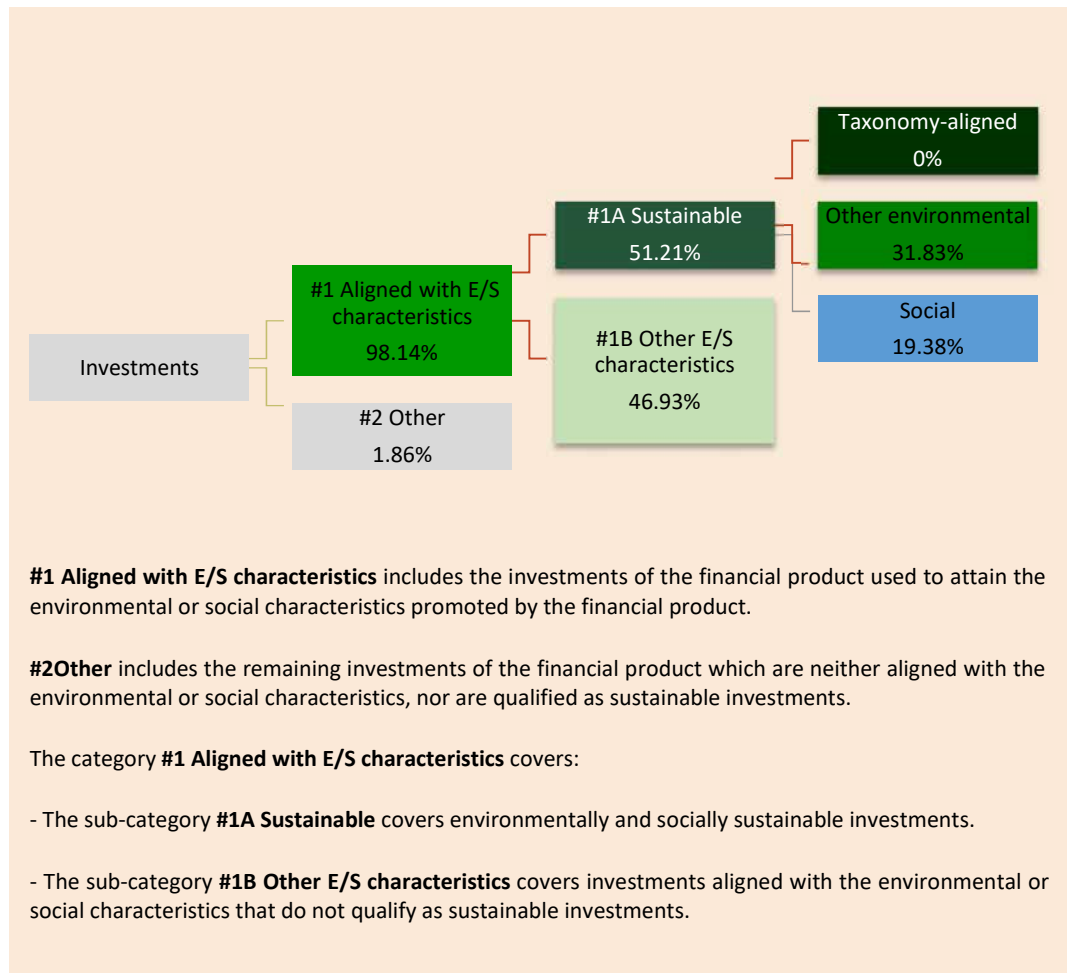 Taxonomy-aligned
0%
#1A Sustainable
51.21%
Other environmental
31.83%
#1 Aligned with E/S
characteristics
98.14%
Social
19.38%
#1B Other E/S
characteristics
46.93%
Investments
#2 Other
1.86%
#1 Aligned with E/S characteristics includes the investments of the financial product used to attain the
environmental or social characteristics promoted by the financial product.
#2Other includes the remaining investments of the financial product which are neither aligned with the
environmental or social characteristics, nor are qualified as sustainable investments.
The category #1 Aligned with E/S characteristics covers:
- The sub-category #1A Sustainable covers environmentally and socially sustainable investments.
- The sub-category #1B Other E/S characteristics covers investments aligned with the environmental or
social characteristics that do not qualify as sustainable investments.